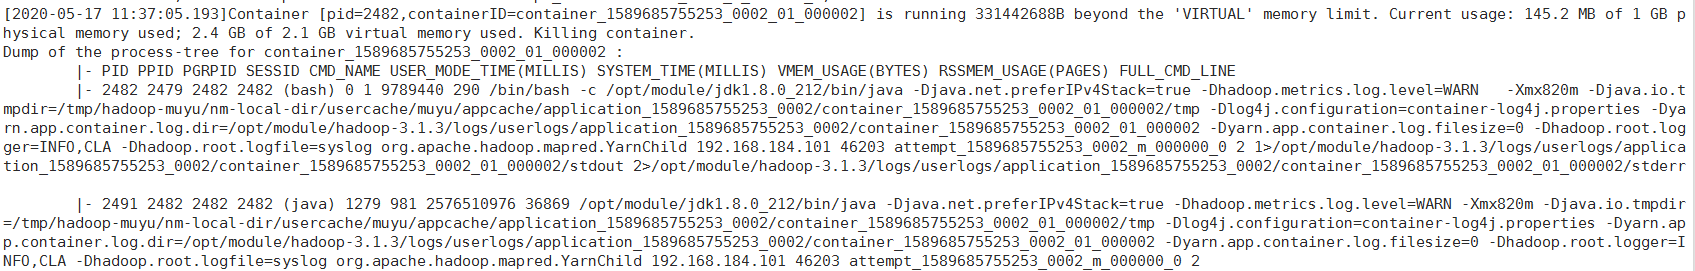 [2020-05-17 11:37:05.193]Container [pid=2482,containerID=container_1589685755253_0002_01_000002] is running 331442688B beyond the 'VIRTUAL' memory limit. Current usage: 145.2 MB of 1 GB p
hysical memory used; 2.4 GB of 2.1 GB virtual memory used. Killing container.
Dump of the process-tree for container_1589685755253_0002_01_000002 :
|- PID PPID PGRPID SESSID CMD_NAME USER_MODE_TIME(MILLIS) SYSTEM_TIME(MILLIS) VMEM_USAGE(BYTES) RSSMEM_USAGE(PAGES) FULL_CMD_LINE
|- 2482 2479 2482 2482 (bash) 0 1 9789440 290 /bin/bash -c /opt/module/jdk1.8.0_212/bin/java -Djava.net.preferIPv4Stack=true -Dhadoop.metrics.log.level=WARN   -Xmx820m -Djava.io.t
mpdir=/tmp/hadoop-muyu/nm-local-dir/usercache/muyu/appcache/application_1589685755253_0002/container_1589685755253_0002_01_000002/tmp -Dlog4j.configuration=container-log4j.properties -Dya
rn.app.container.log.dir=/opt/module/hadoop-3.1.3/logs/userlogs/application_1589685755253_0002/container_1589685755253_0002_01_000002 -Dyarn.app.container.log.filesize=0 -Dhadoop.root.log
ger=INFO,CLA -Dhadoop.root.logfile=syslog org.apache.hadoop.mapred.YarnChild 192.168.184.101 46203 attempt_1589685755253_0002_m_000000_0 2 1>/opt/module/hadoop-3.1.3/logs/userlogs/applica
tion_1589685755253_0002/container_1589685755253_0002_01_000002/stdout 2>/opt/module/hadoop-3.1.3/logs/userlogs/application_1589685755253_0002/container_1589685755253_0002_01_000002/stderr
|- 2491 2482 2482 2482 (java) 1279 981 2576510976 36869 /opt/module/jdk1.8.0_212/bin/java -Djava.net.preferIPv4Stack=true -Dhadoop.metrics.log.level=WARN -Xmx820m -Djava.io.tmpdir
=/tmp/hadoop-muyu/nm-local-dir/usercache/muyu/appcache/application_1589685755253_0002/container_1589685755253_0002_01_000002/tmp -Dlog4j.configuration=container-log4j.properties -Dyarn.ap
p.container.log.dir=/opt/module/hadoop-3.1.3/logs/userlogs/application_1589685755253_0002/container_1589685755253_0002_01_000002 -Dyarn.app.container.log.filesize=0 -Dhadoop.root.logger=I
NFO,CLA -Dhadoop.root.logfile=syslog org.apache.hadoop.mapred.YarnChild 192.168.184.101 46203 attempt_1589685755253_0002_m_000000_0 2